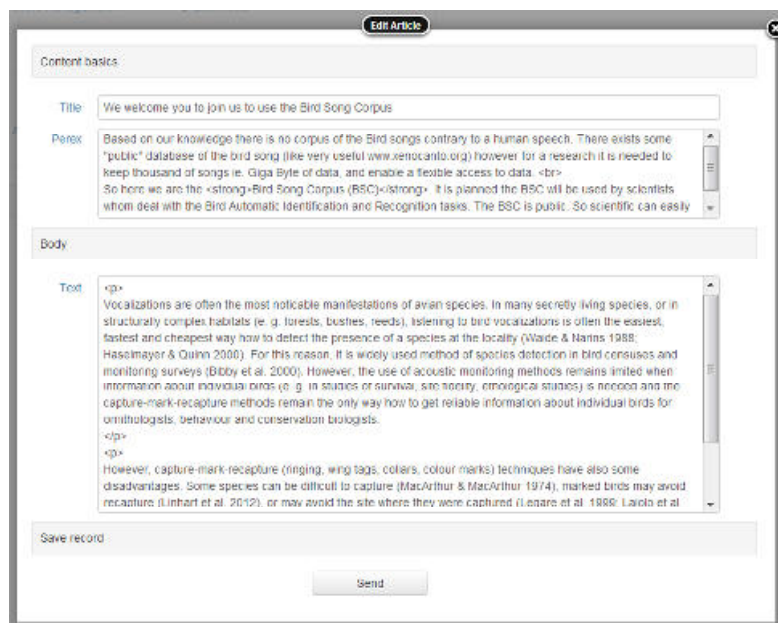 Edit Article
Content basics
Title
We welcome you to join us to use the Bird Song Corpus
Perex
Based on our knowledge there is no corpus of the Bird songs contrary to a human speech. There exists some
"public" database of the bird song (like very useful www.xenocanto.org) however for a research it is needed to
keep thousand of songs ie. Giga Byte of data, and enable a flexible access to data. <br>
So here we are the <strong>Bird Song Corpus (BSC)</strong>. It is planned the BSC will be used by scientists
whom deal with the Bird Automatic Identification and Recognition tasks. The BSC is public. So scientific can easily
Body
Text
<p>
Vocalizations are often the most noticable manifestations of avian species. In many secretly living species, or in
structurally complex habitats (e. g. forests, bushes, reeds), listening to bird vocalizations is often the easiest,
fastest and cheapest way how to detect the presence of a species at the locality (Waide & Narins 1988;
Haselmayer & Quinn 2000). For this reason, it is widely used method of species detection in bird censuses and
monitoring surveys (Bibby et al. 2000). However, the use of acoustic monitoring methods remains limited when
information about individual birds (e. g. in studies of survival, site fidelity, ethological studies) is needed and the
capture-mark-recapture methods remain the only way how to get reliable information about individual birds for
ornithologists, behaviour and conservation biologists.
</p>
<p>
However, capture-mark-recapture (ringing, wing tags, collars, colour marks) techniques have also some
disadvantages. Some species can be difficult to capture (MacArthur & MacArthur 1974), marked birds may avoid
recapture (Linhart et al. 2012), or may avoid the site where they were captured (Legare et al. 1999; Laiolo et al
Save record
Send